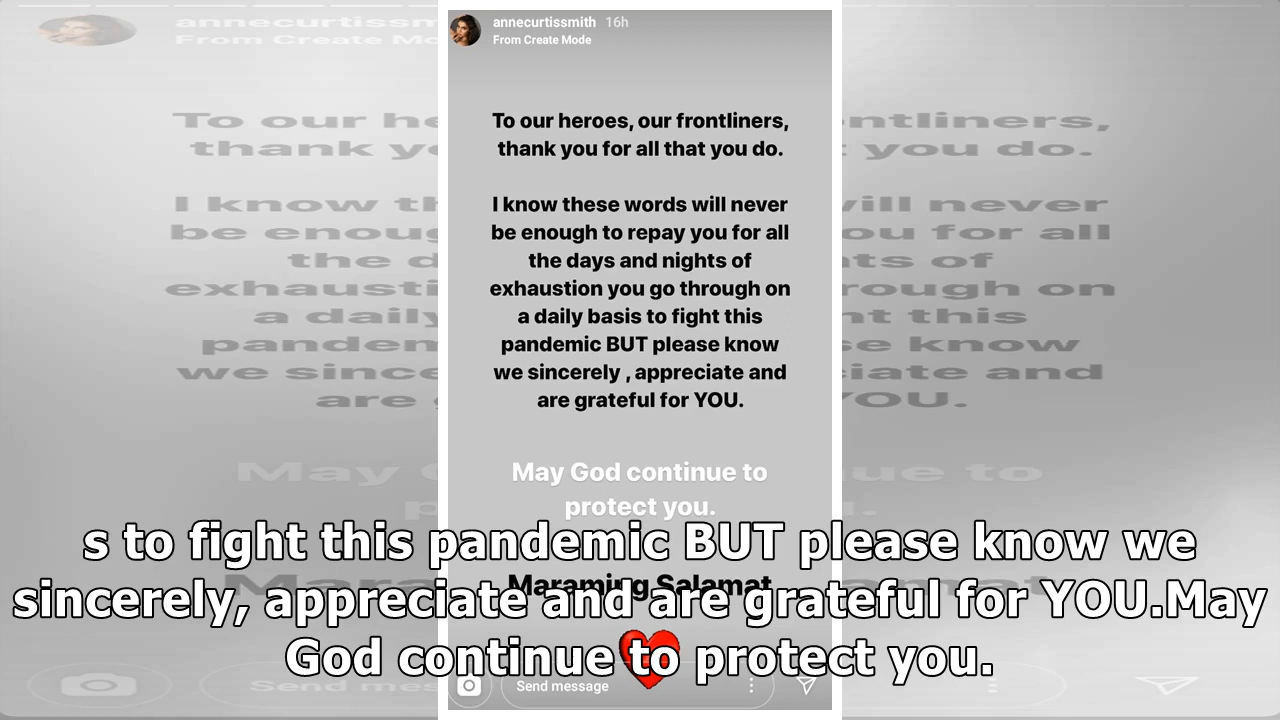 annecurtissmith 16h
From Create Mode
To our heroes, our frontliners,
thank you for all that you do.
I know these words will never
be enough to repay you for all
the days and nights of
exhaustion you go through on
a daily basis to fight this
pandemic BUT please know
we sincerely , appreciate and
are grateful for YOU.
May God continue to
protect you.
Maraming Salamat
s to fight this pandemic BUT please know we
sincerely, appreciate and are grateful for YOU.May
God continue to protect you.
Send message